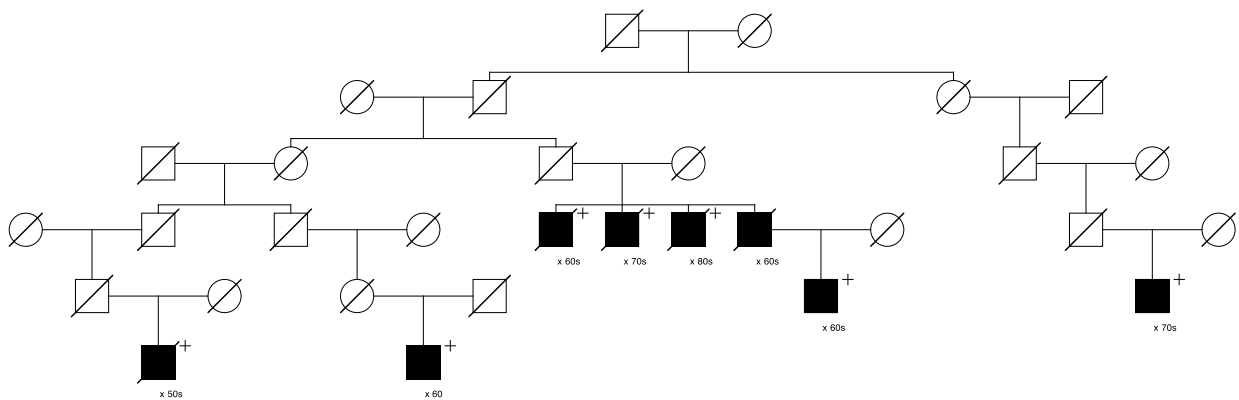 + + +
x 60s x 70s x 80s x 60s
+ +
x 60s x 70s
+ +
x 50s x 60